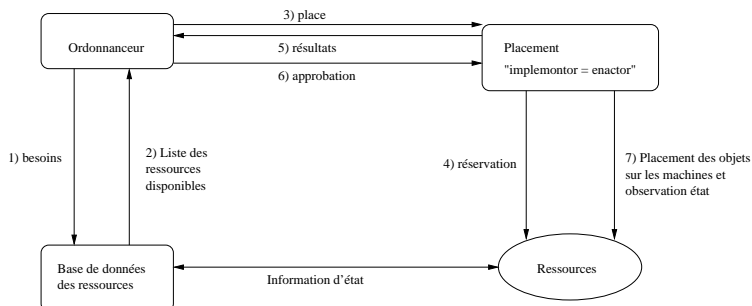 3) place
Ordonnanceur
5) résultats
6) approbation
Placement
"implemontor = enactor"
1) besoins
2) Liste des
ressources
disponibles
4) réservation
7) Placement des objets
sur les machines et
observation état
Base de données
des ressources
Information d'état
Ressources